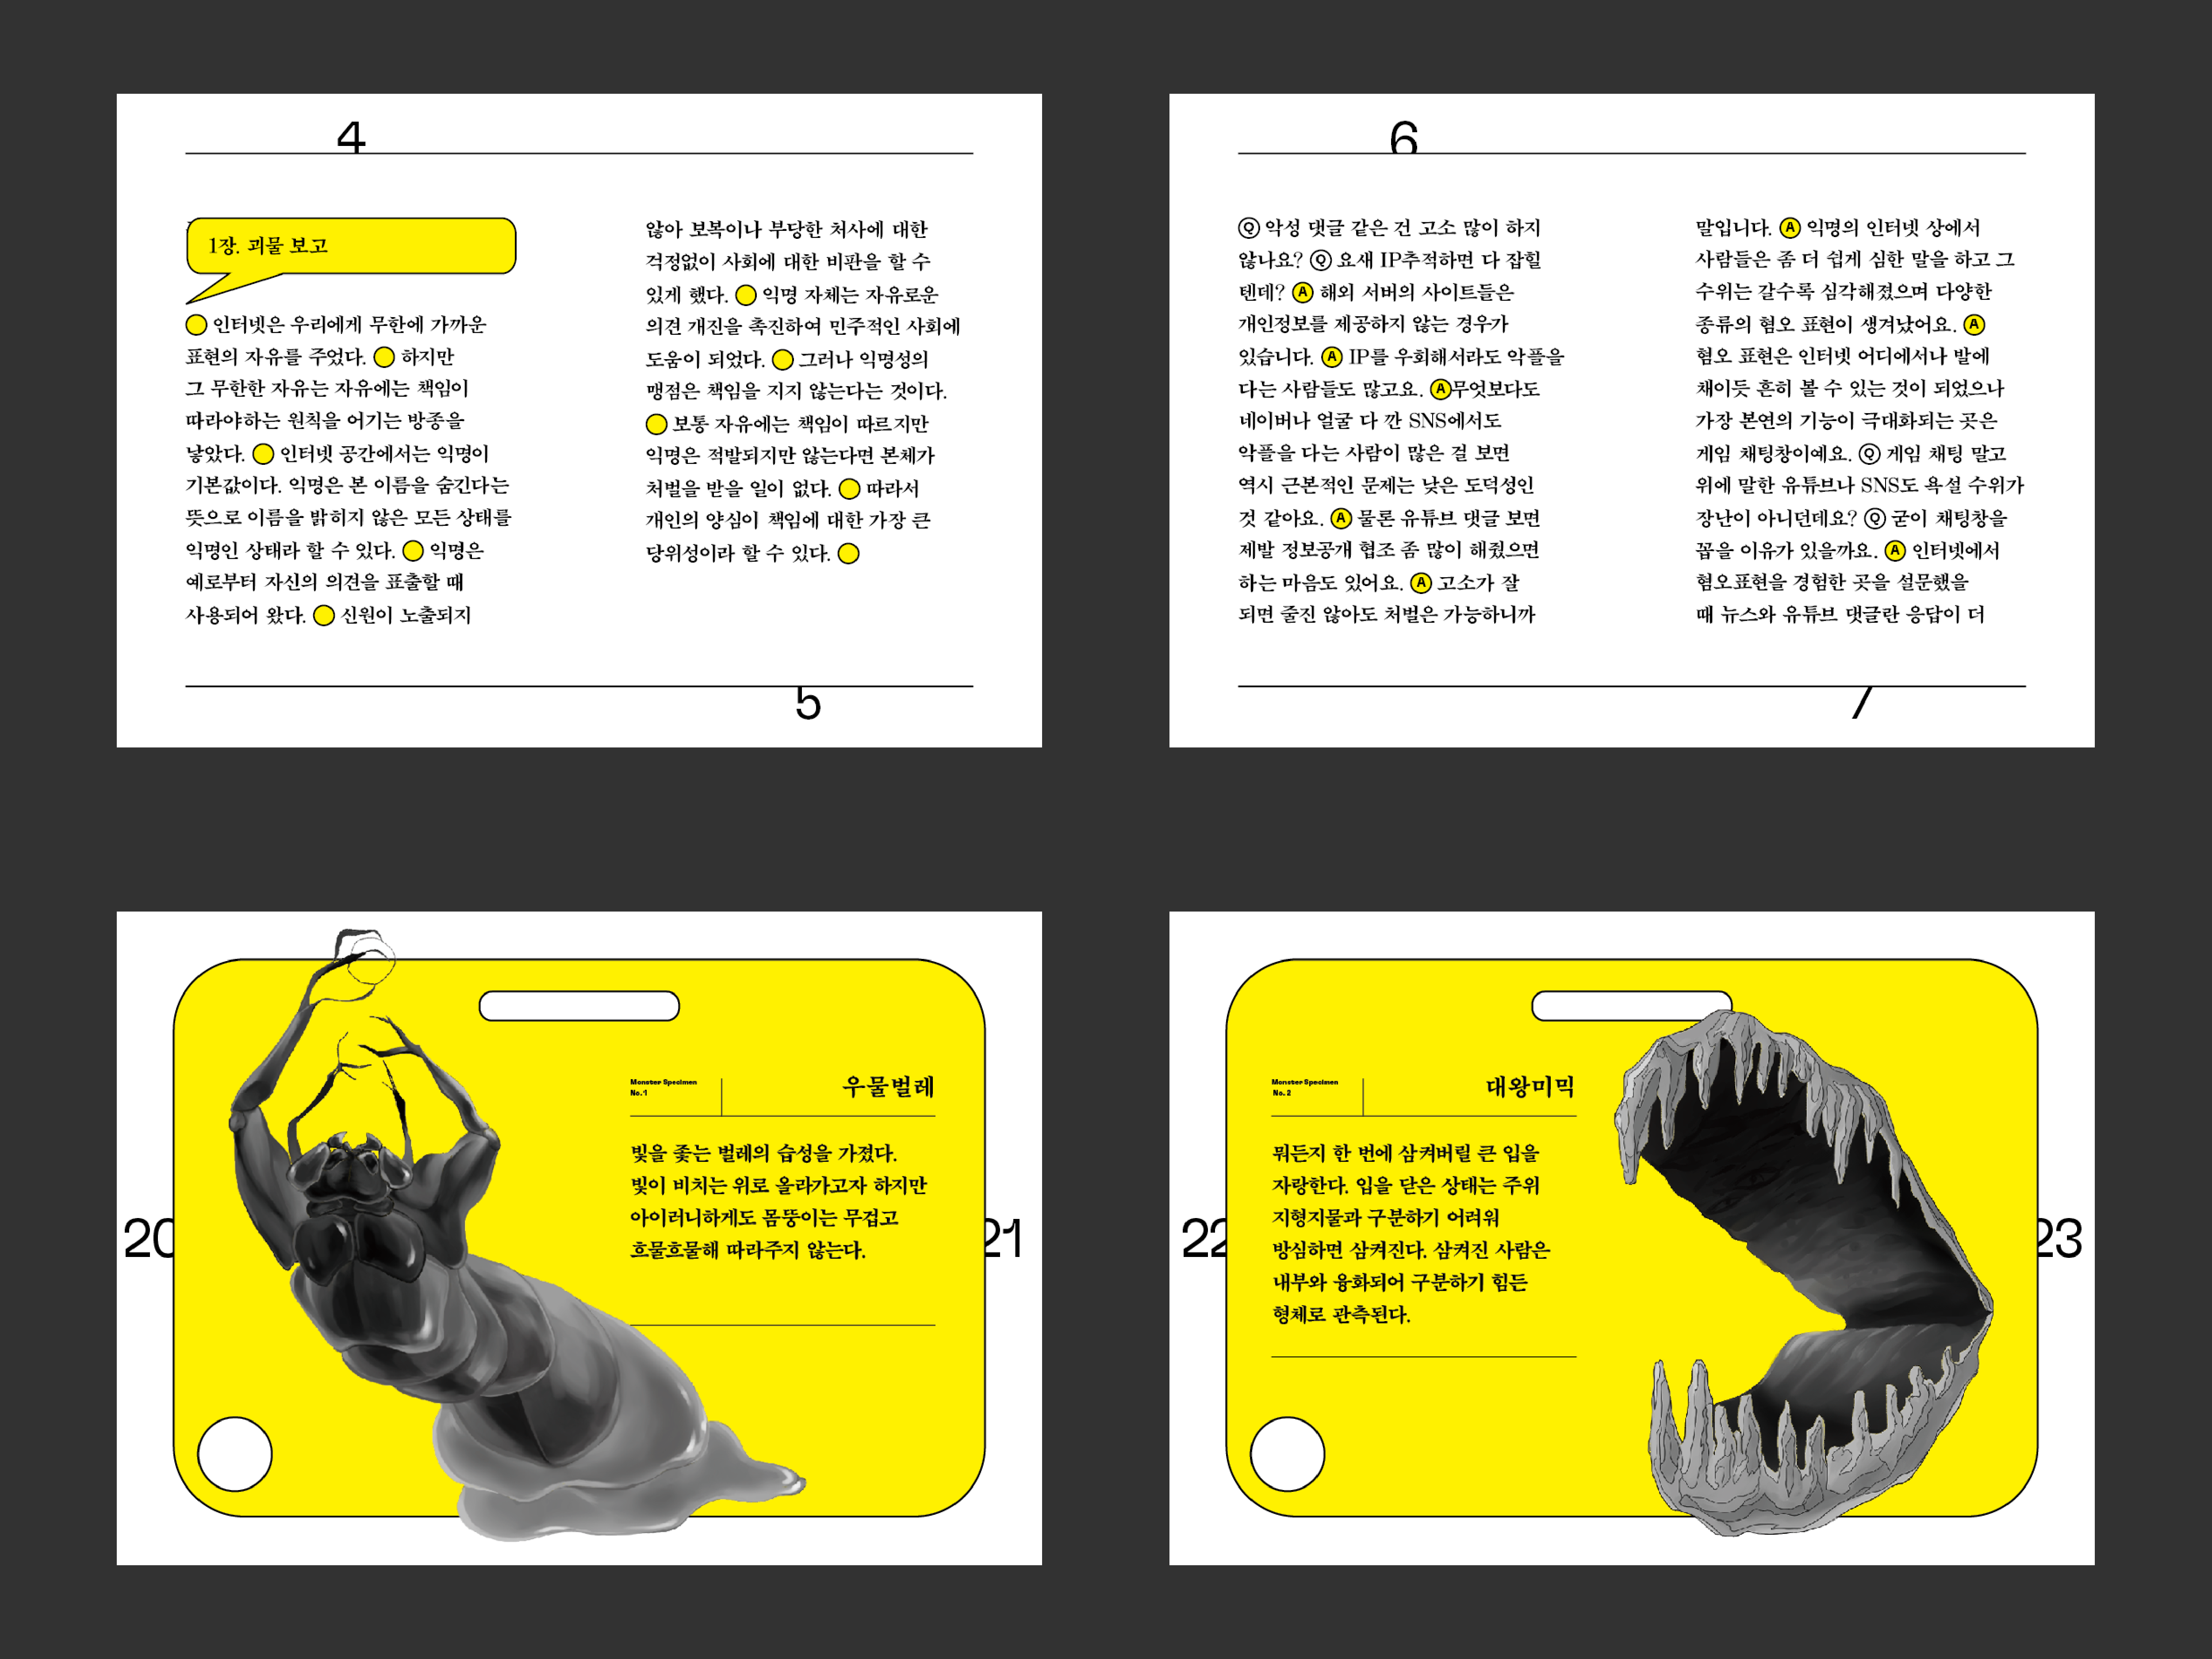 4
1장. 괴물 보고
인터넷은 우리에게 무한에 가까운
표현의 자유를 주었다. 하지만
그 무한한 자유는 자유에는 책임이
따라야하는 원칙을 어기는 방종을
낳았다. 인터넷 공간에서는 익명이
기본값이다. 익명은 본 이름을 숨긴다는
뜻으로 이름을 밝히지 않은 모든 상태를
익명인 상태라 할 수 있다. 익명은
예로부터 자신의 의견을 표출할 때
사용되어 왔다. 신원이 노출되지
않아 보복이나 부당한 처사에 대한
걱정없이 사회에 대한 비판을 할 수
있게 했다. 익명 자체는 자유로운
의견 개진을 촉진하여 민주적인 사회에
도움이 되었다. 그러나 익명성의
맹점은 책임을 지지 않는다는 것이다.
보통 자유에는 책임이 따르지만
익명은 적발되지만 않는다면 본체가
처벌을 받을 일이 없다. 따라서
개인의 양심이 책임에 대한 가장 큰
당위성이라 할 수 있다.
5
6
Q 악성 댓글 같은 건 고소 많이 하지
않나요? Q 요새 IP추적하면 다 잡힐
텐데? A 해외 서버의 사이트들은
개인정보를 제공하지 않는 경우가
있습니다. A IP를 우회해서라도 악플을
다는 사람들도 많고요. A무엇보다도
네이버나 얼굴 다 깐 SNS에서도
악플을 다는 사람이 많은 걸 보면
역시 근본적인 문제는 낮은 도덕성인
것 같아요. A 물론 유튜브 댓글 보면
제발 정보공개 협조 좀 많이 해줬으면
하는 마음도 있어요. A 고소가 잘
되면 줄진 않아도 처벌은 가능하니까
말입니다. A 익명의 인터넷 상에서
사람들은 좀 더 쉽게 심한 말을 하고 그
수위는 갈수록 심각해졌으며 다양한
종류의 혐오 표현이 생겨났어요. A
혐오 표현은 인터넷 어디에서나 발에
채이듯 흔히 볼 수 있는 것이 되었으나
가장 본연의 기능이 극대화되는 곳은
게임 채팅창이예요. Q 게임 채팅 말고
위에 말한 유튜브나 SNS도 욕설 수위가
장난이 아니던데요? Q 굳이 채팅창을
꼽을 이유가 있을까요. A 인터넷에서
혐오표현을 경험한 곳을 설문했을
때 뉴스와 유튜브 댓글란 응답이 더
7
20
Monster Specimen
No.1
우물벌레
빛을 좇는 벌레의 습성을 가졌다.
빛이 비치는 위로 올라가고자 하지만
아이러니하게도 몸뚱이는 무겁고
흐물흐물해 따라주지 않는다.
21
22
Monster Specimen
No.2
대왕미믹
뭐든지 한 번에 삼켜버릴 큰 입을
자랑한다. 입을 닫은 상태는 주위
지형지물과 구분하기 어려워
방심하면 삼켜진다. 삼켜진 사람은
내부와 융화되어 구분하기 힘든
형체로 관측된다.
23